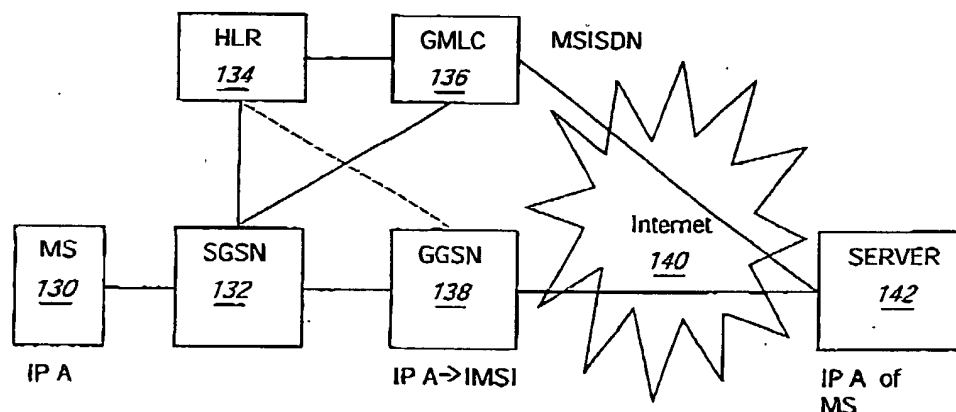 HLR
134
GMLC
136
MSISDN
MS
130
SGSN
132
GGSN
138
Internet
140
SERVER
142
IP A
IP A->IMSI
IP A of
MS